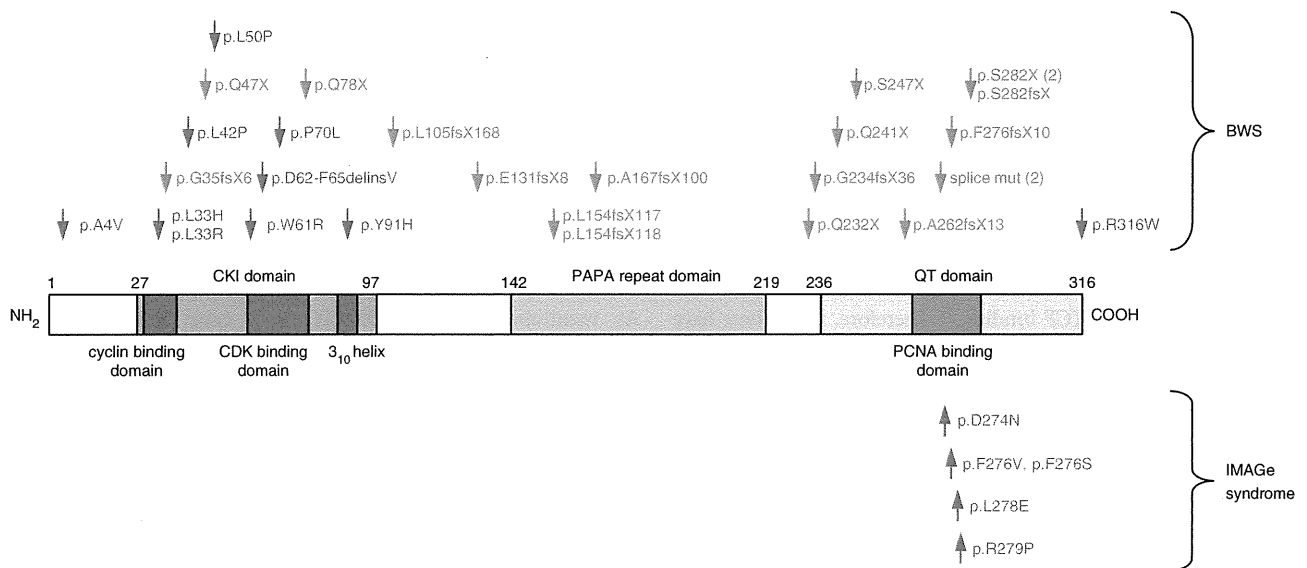 p.L50P
p.Q47X p.Q78X p.S247X p.S282X (2)
p.S282fsX
p.L42P p.P70L p.L105fsX168 p.Q241X p.F276fsX10
BWS
p.G35fsX6 p.D62-F65delinsV p.E131fsX8 p.A167fsX100 p.G234fsX36 splice mut (2)
p.A4V p.L33H p.W61R p.Y91H p.L154fsX117 p.Q232X p.A262fsX13 p.R316W
p.L33R p.L154fsX118
1 27 CKI domain 97 142 PAPA repeat domain 219 236 QT domain 316
NH2 COOH
cyclin binding domain
CDK binding domain
310 helix
PCNA binding domain
p.D274N
p.F276V, p.F276S
IMAGe syndrome
p.L278E
p.R279P